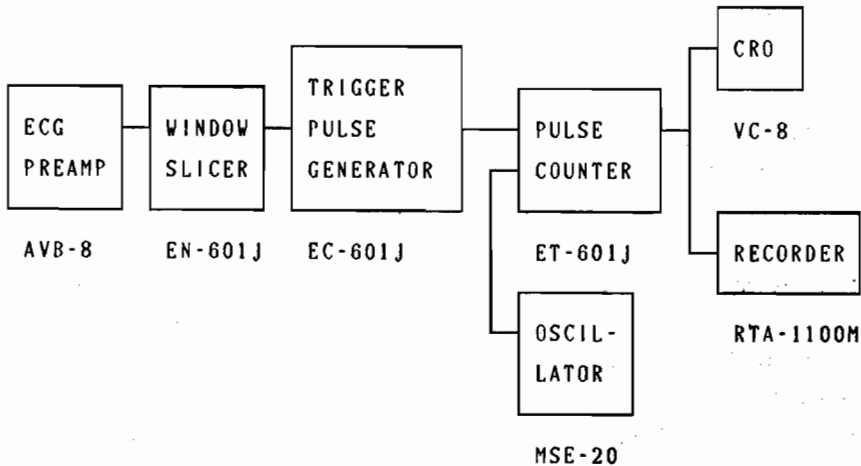 ECG
PREAMP
AVB-8
WINDOW
SLICER
EN-601J
TRIGGER
PULSE
GENERATOR
EC-601J
PULSE
COUNTER
ET-601J
OSCIL-
LATOR
MSE-20
CRO
VC-8
RECORDER
RTA-1100M